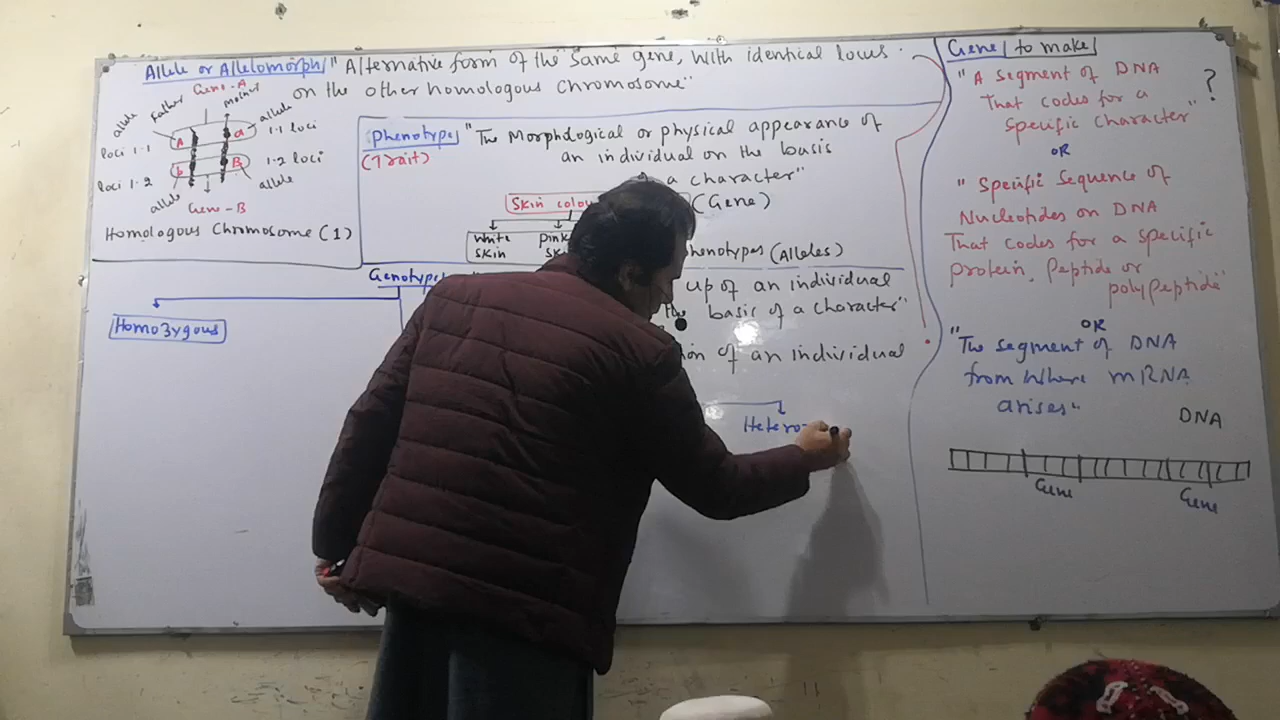 Allele or Allelomorph "Alternative form of the "same gene, with identical locus
on the other homologous chromosome"
Gene-A
allele Father Mother allele
loci 1·1 A a 1·1 loci
loci 1·2 b B 1·2 loci
allele allele
Gene-B
Homologous Chromosome (1)
Phenotype "The Morphological or physical appearance of
(Trait) an individual on the basis
a character"
Skin colou (Gene)
White pink
skin sk henotypes (Alleles)
Genotype up of an individual
the basic of a character"
ion of an individual
Homozygous
Hetero
Gene to make
"A segment of DNA ?
That codes for a
specific character"
OR
"Specific Sequence of
Nucleotides on DNA
That codes for a specific
protein, peptide or
polypeptide"
OR
"The segment of DNA
from where mRNA
arises"
DNA
Gene Gene